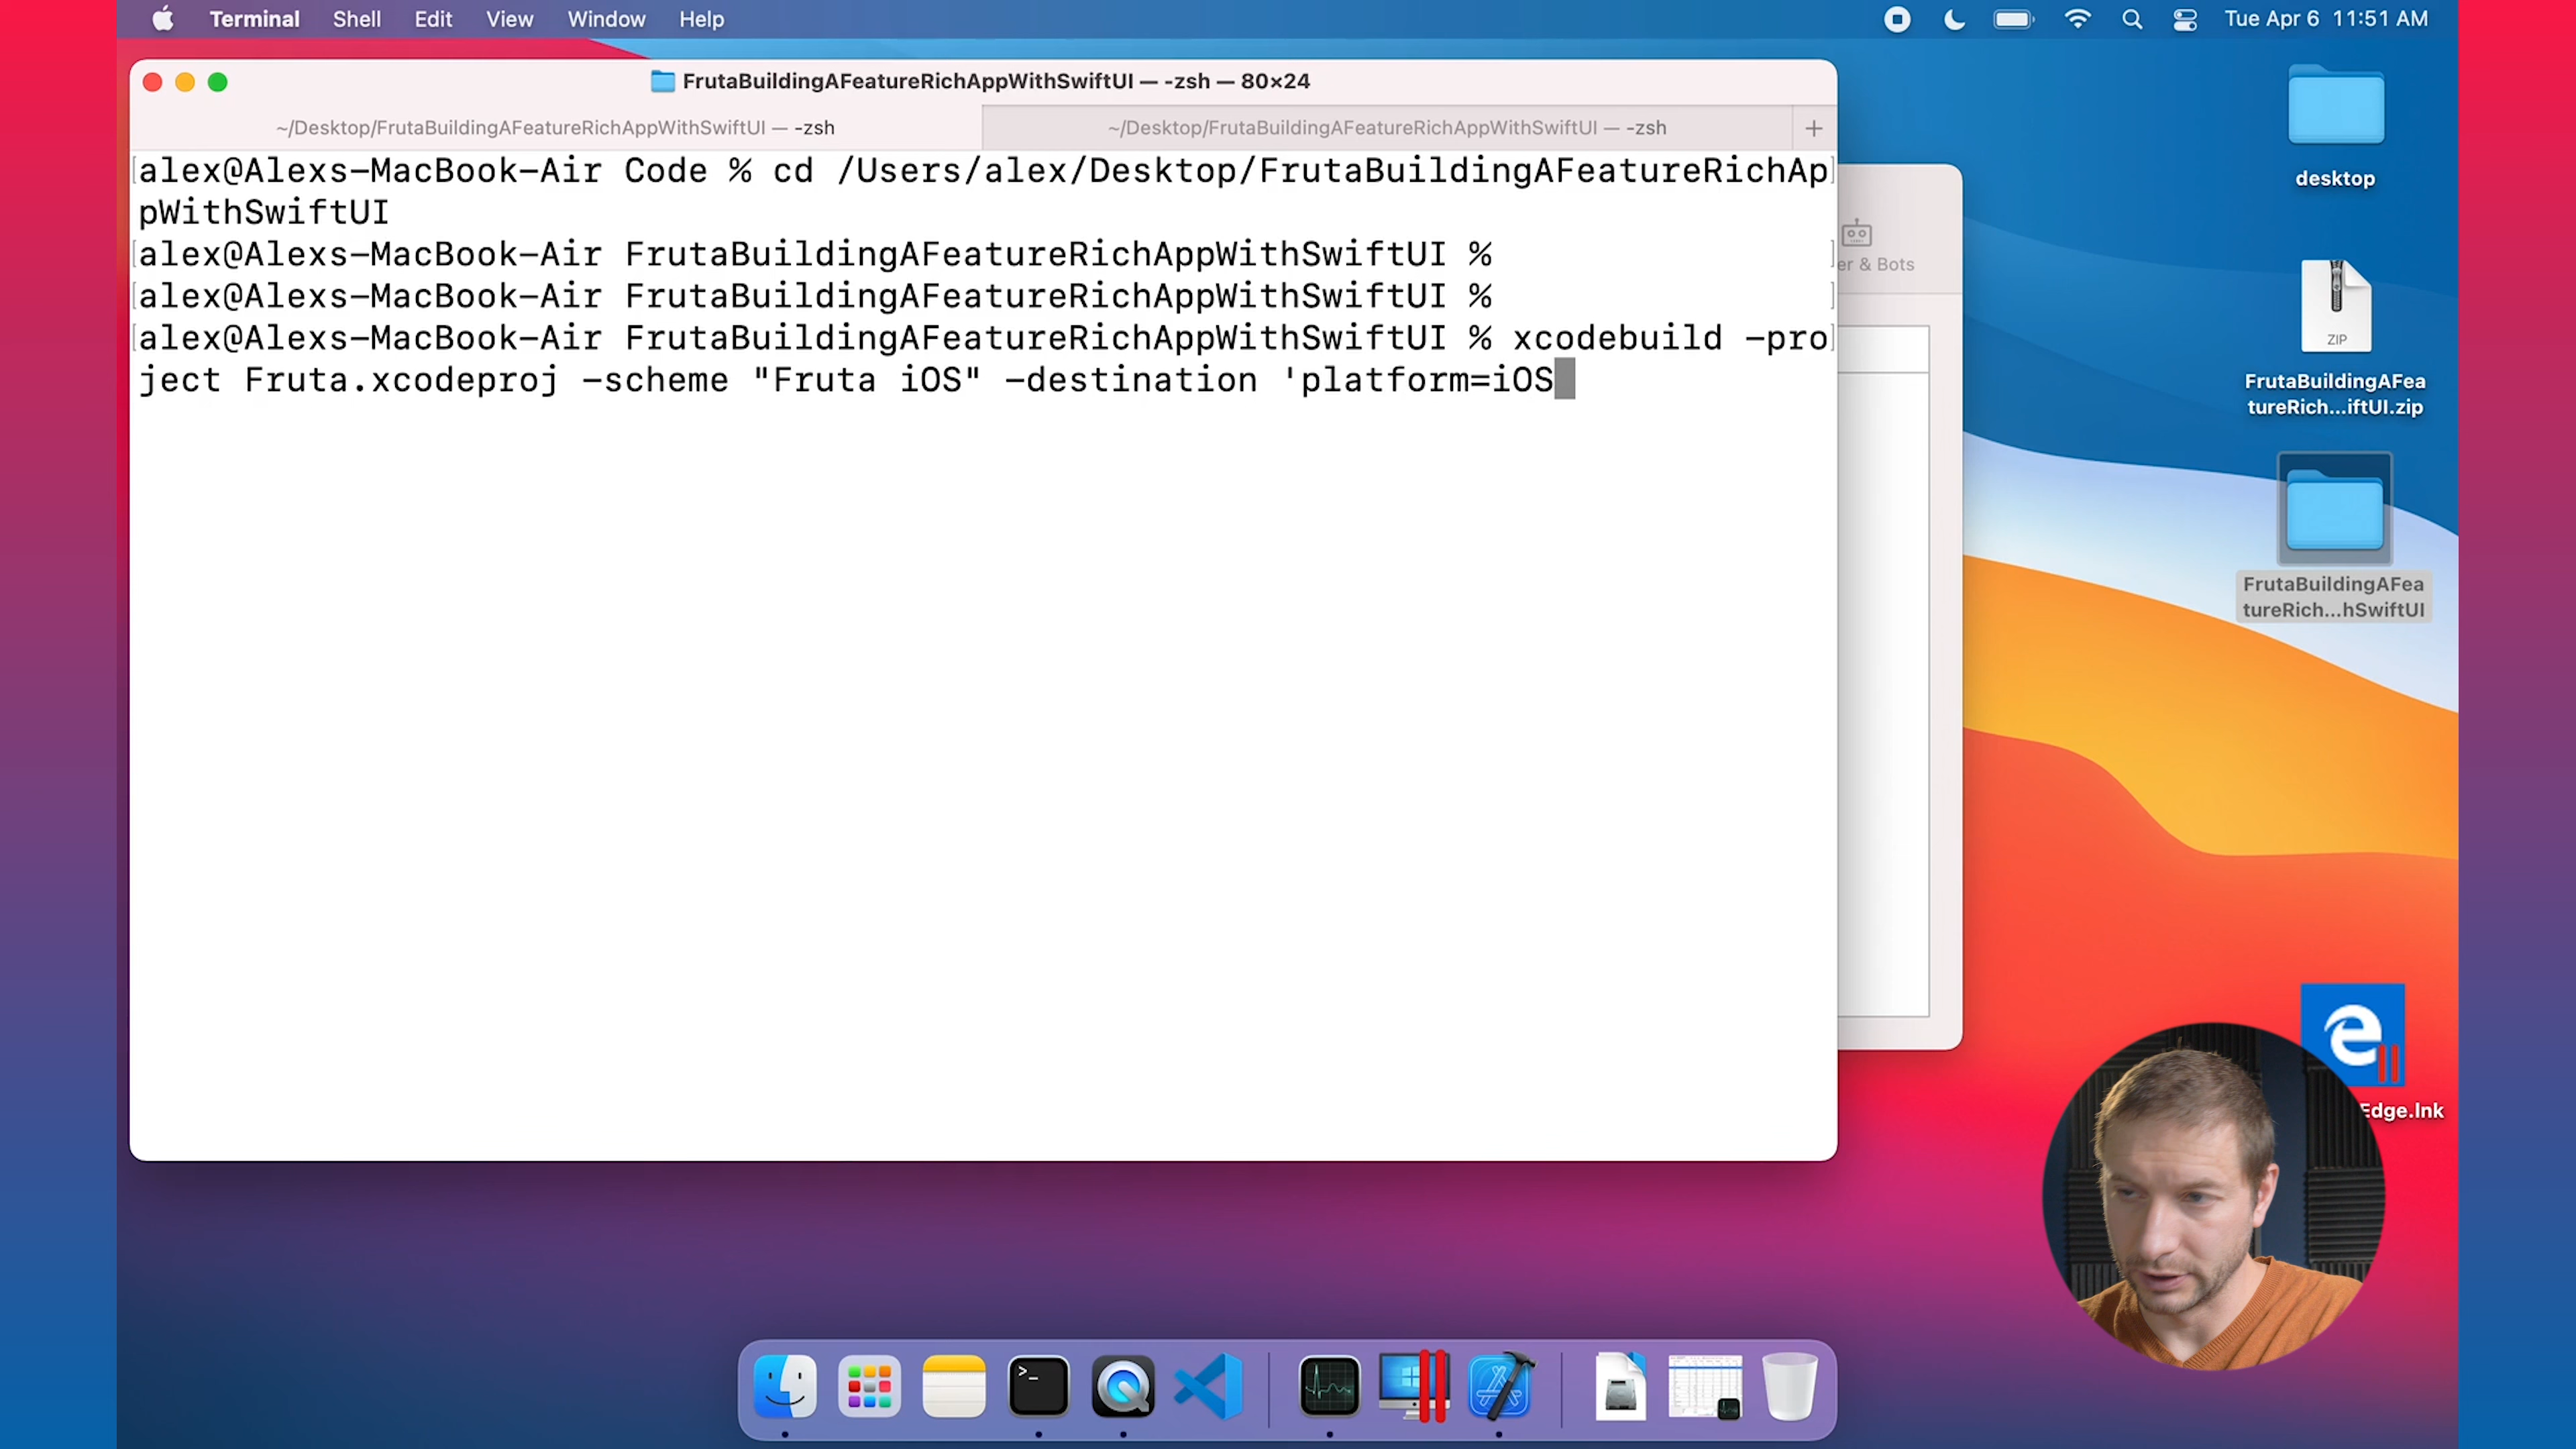 Terminal Shell Edit View Window Help Tue Apr 6 11:51 AM
FrutaBuildingAFeatureRichAppWithSwiftUI — -zsh — 80×24
~/Desktop/FrutaBuildingAFeatureRichAppWithSwiftUI — -zsh ~/Desktop/FrutaBuildingAFeatureRichAppWithSwiftUI — -zsh +
alex@Alexs-MacBook-Air Code % cd /Users/alex/Desktop/FrutaBuildingAFeatureRichAp
pWithSwiftUI
alex@Alexs-MacBook-Air FrutaBuildingAFeatureRichAppWithSwiftUI %
alex@Alexs-MacBook-Air FrutaBuildingAFeatureRichAppWithSwiftUI %
alex@Alexs-MacBook-Air FrutaBuildingAFeatureRichAppWithSwiftUI % xcodebuild -pro
ject Fruta.xcodeproj -scheme "Fruta iOS" -destination 'platform=iOS
er & Bots
desktop
ZIP
FrutaBuildingAFea
tureRich...iftUI.zip
FrutaBuildingAFea
tureRich...hSwiftUI
Edge.lnk